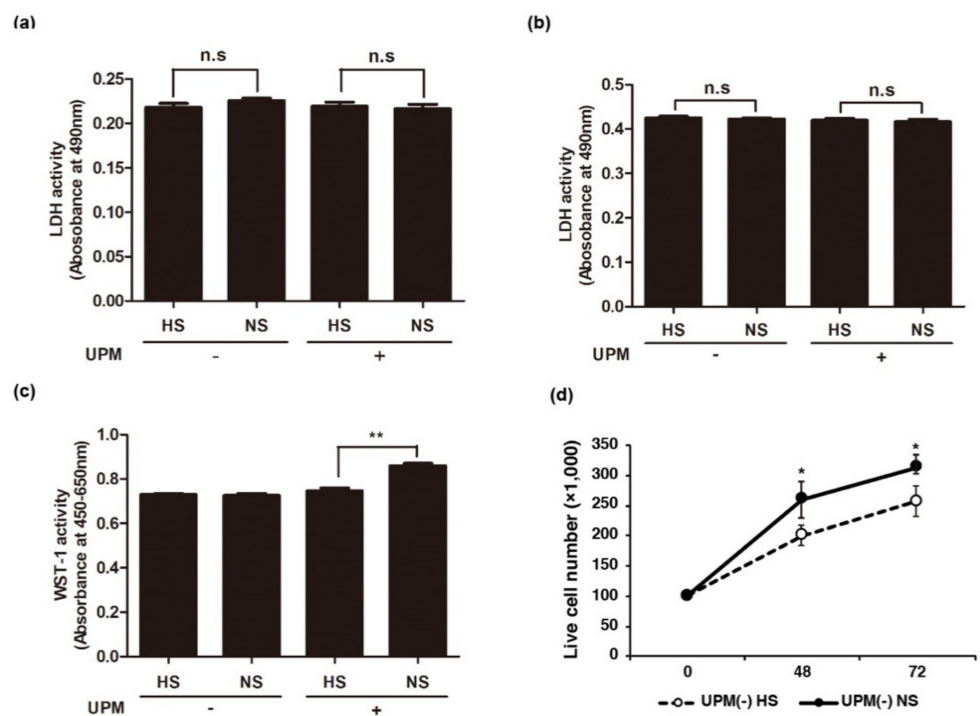 (a)
n.s
n.s
LDH activity
(Abosobance at 490nm)
0.25
0.20
0.15
0.10
0.05
0.00
HS NS HS NS
UPM - +
(b)
n.s
n.s
LDH activity
(Abosobance at 490nm)
0.5
0.4
0.3
0.2
0.1
0.0
HS NS HS NS
UPM - +
(c)
**
WST-1 activity
(Absorbance at 450-650nm)
1.0
0.8
0.6
0.4
0.2
0.0
HS NS HS NS
UPM - +
(d)
Live cell number (×1,000)
350
300
250
200
150
100
50
0
* *
0 48 72
UPM(-) HS UPM(-) NS